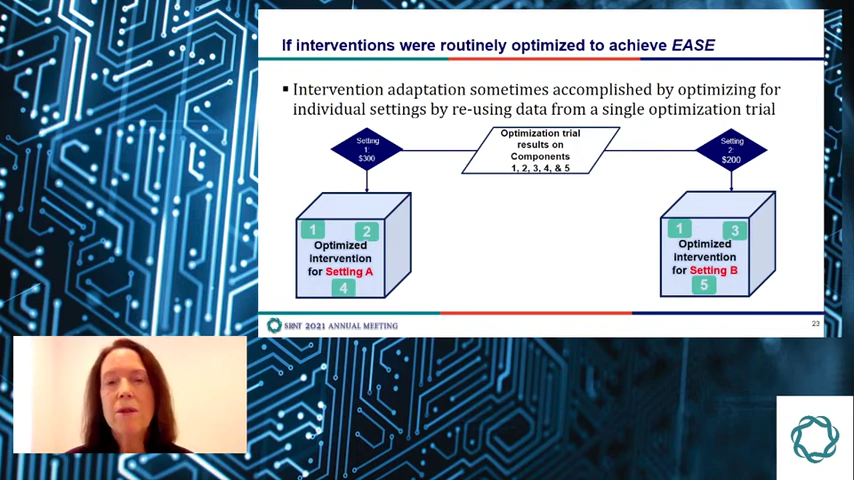 If interventions were routinely optimized to achieve EASE
▪ Intervention adaptation sometimes accomplished by optimizing for
individual settings by re-using data from a single optimization trial
Setting
1:
$300
Optimization trial
results on
Components
1, 2, 3, 4, & 5
Setting
2:
$200
1 2
Optimized
intervention
for Setting A
4
1 3
Optimized
intervention
for Setting B
5
SRNT 2021 ANNUAL MEETING
23